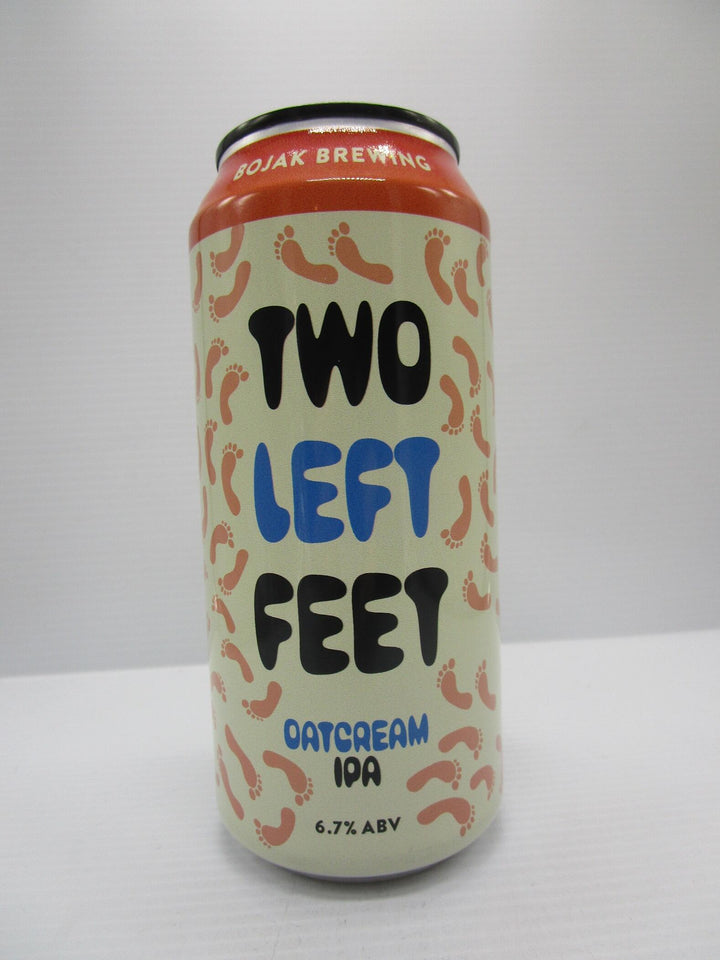 BOJAK BREWING
TWO
LEFT
FEET
OATCREAM
IPA
6.7% ABV